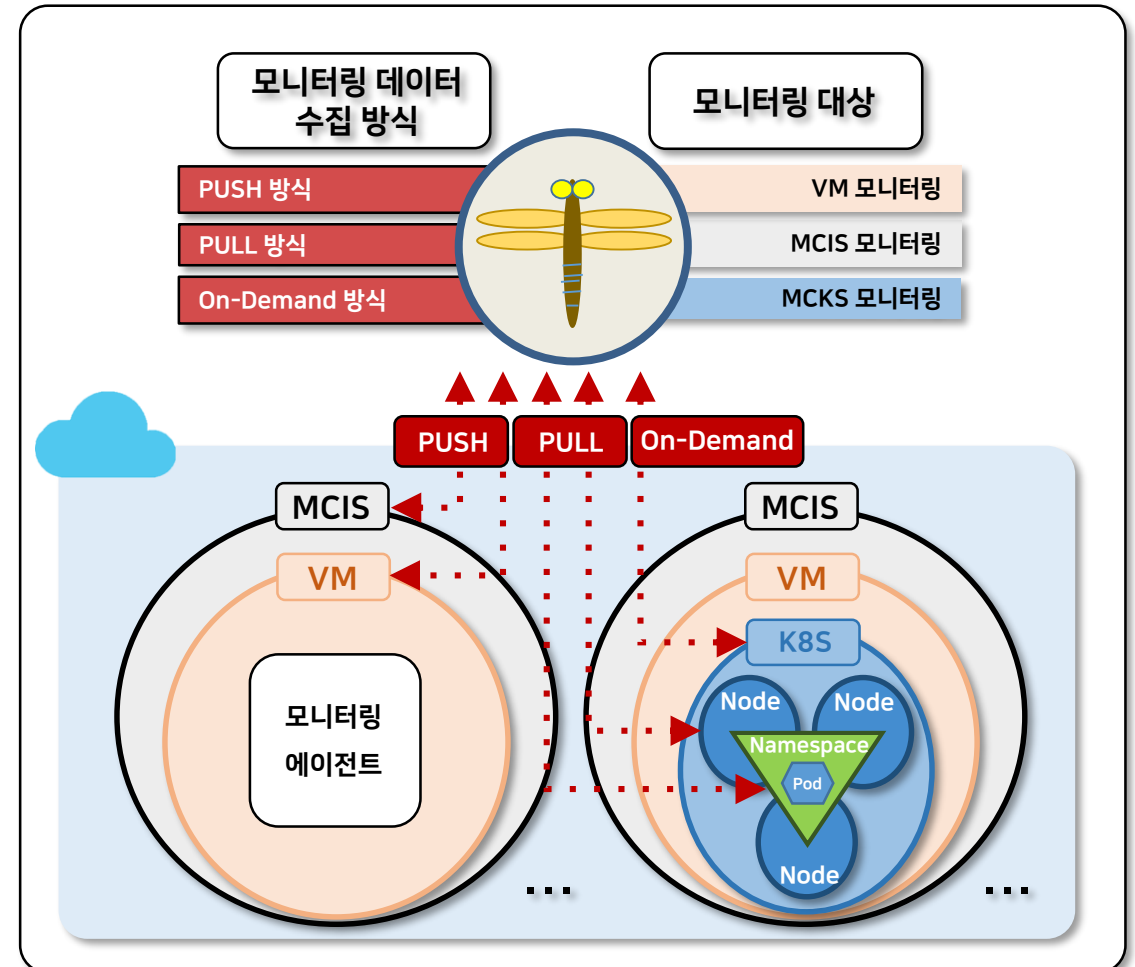 모니터링 데이터
수집 방식
모니터링 대상
PUSH 방식
PULL 방식
On-Demand 방식
VM 모니터링
MCIS 모니터링
MCKS 모니터링
PUSH
PULL
On-Demand
MCIS
VM
모니터링
에이전트
...
MCIS
VM
K8S
Node
Node
Namespace
Pod
Node
...